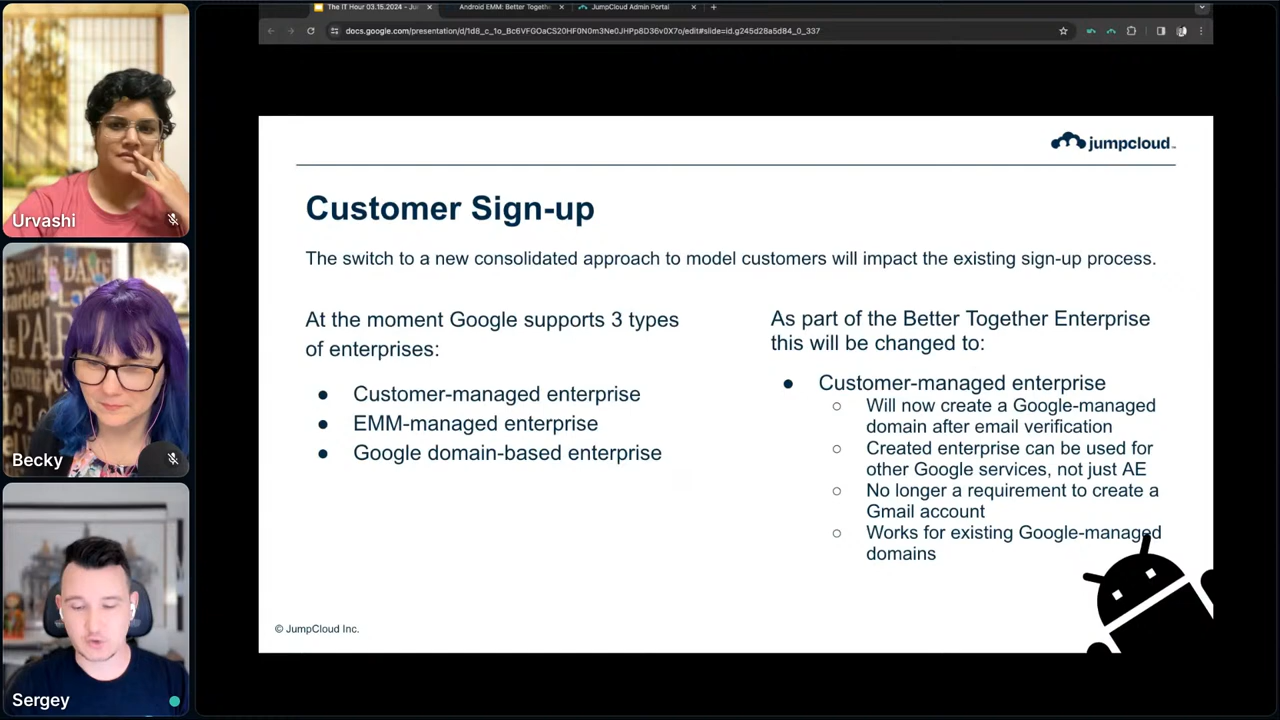 The IT Hour 03.15.2024 - Ju
Android EMM: Better Togeth
JumpCloud Admin Portal
docs.google.com/presentation/d/1d8_c_1o_Bc6VFGOaCS20HF0N0m3Ne0JHPp8D36v0X7o/edit#slide=id.g245d28a5d84_0_337
jumpcloud
Customer Sign-up
The switch to a new consolidated approach to model customers will impact the existing sign-up process.
At the moment Google supports 3 types
of enterprises:
● Customer-managed enterprise
● EMM-managed enterprise
● Google domain-based enterprise
As part of the Better Together Enterprise
this will be changed to:
● Customer-managed enterprise
○ Will now create a Google-managed
domain after email verification
○ Created enterprise can be used for
other Google services, not just AE
○ No longer a requirement to create a
Gmail account
○ Works for existing Google-managed
domains
© JumpCloud Inc.
Urvashi
Becky
Sergey